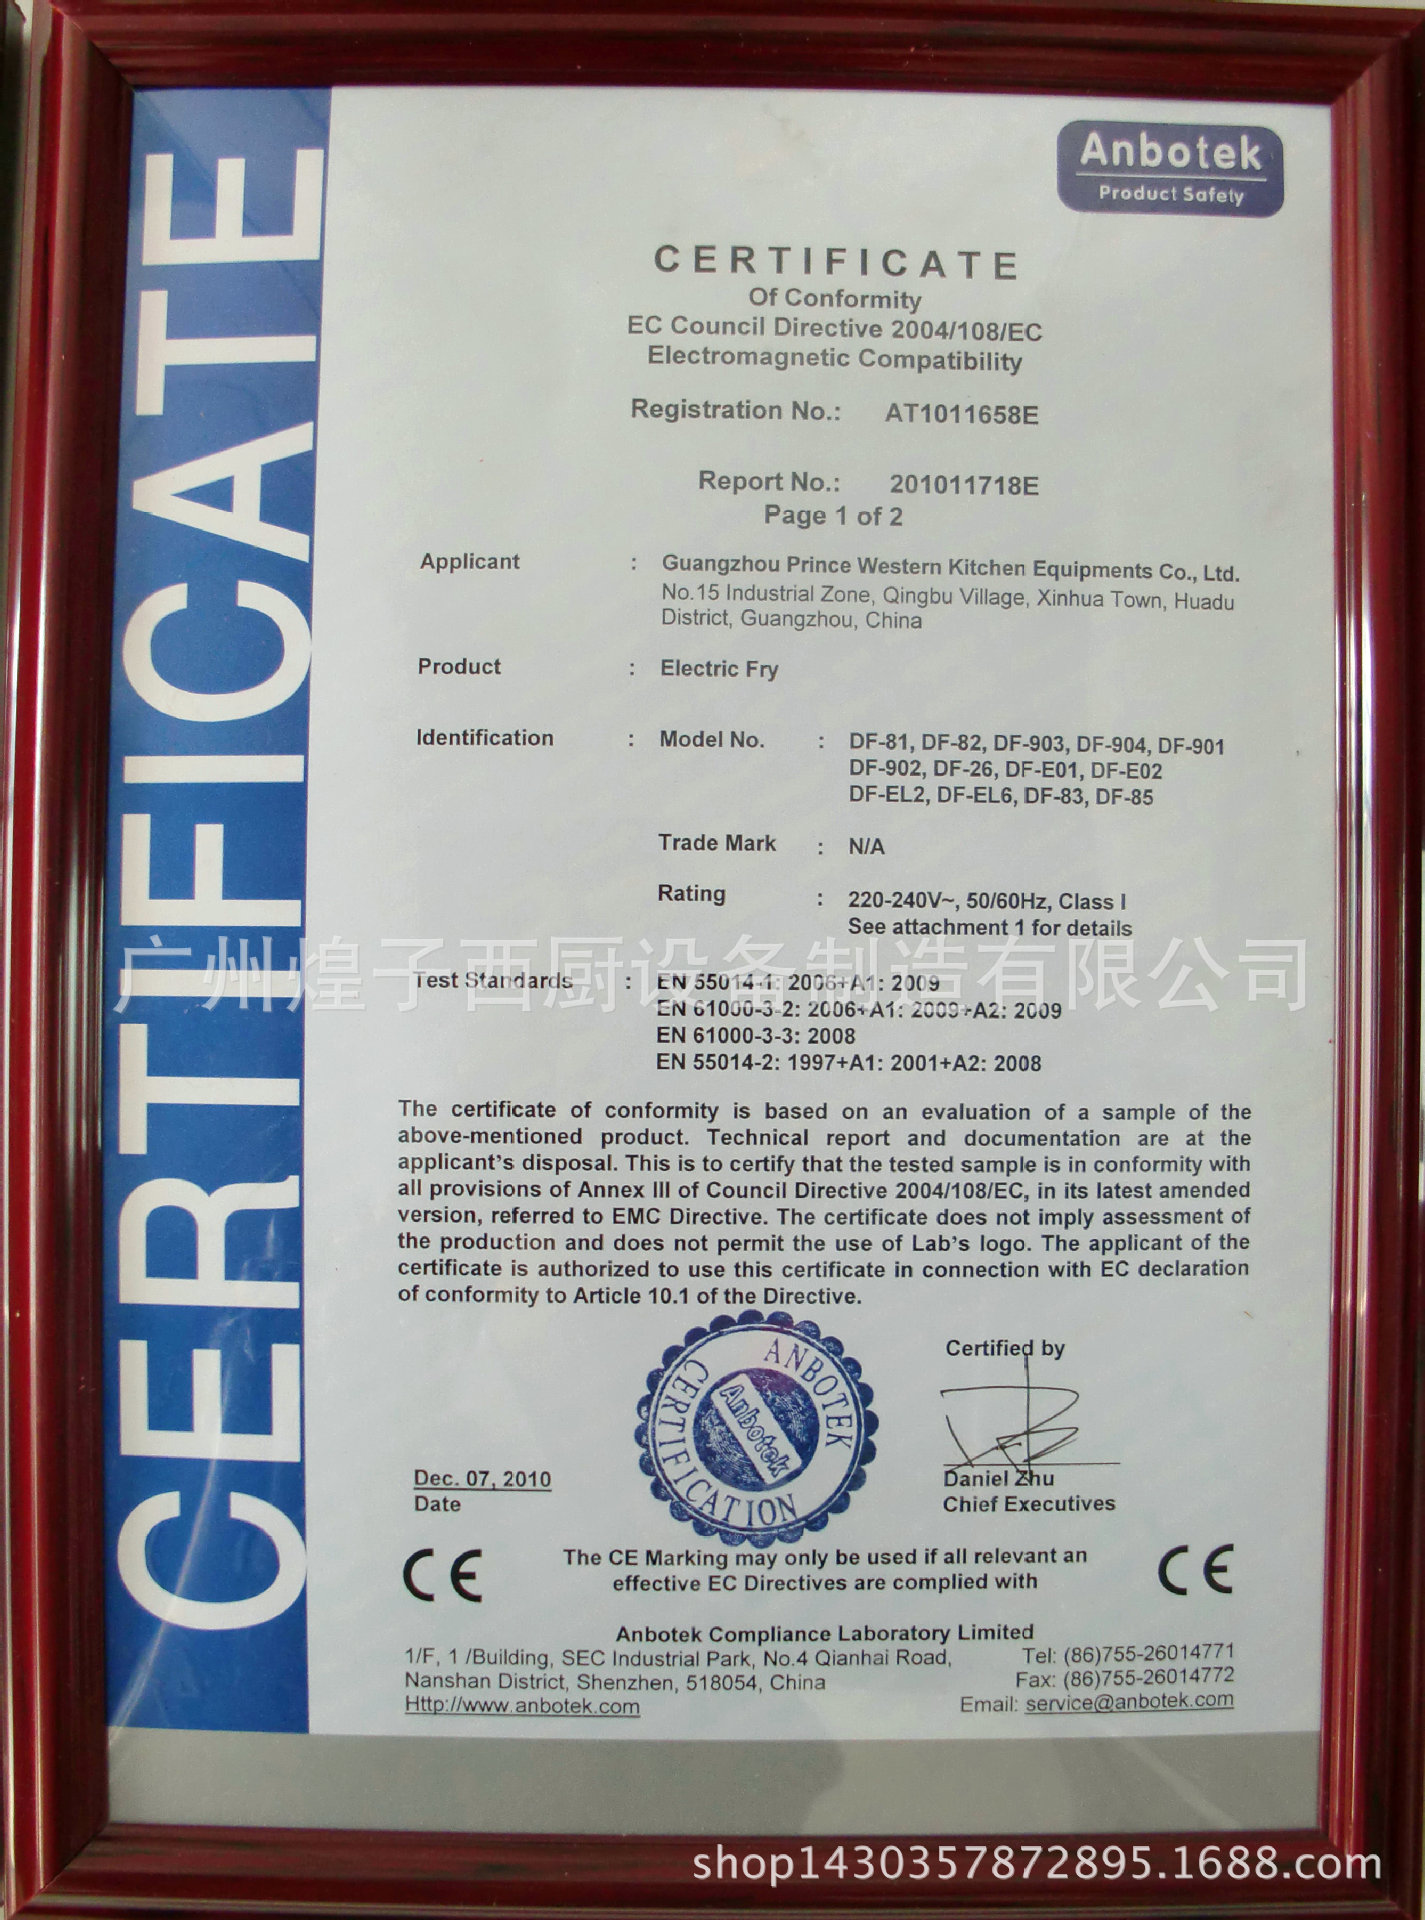 CERTIFICATE
Anbotek
Product Safety
CERTIFICATE
Of Conformity
EC Council Directive 2004/108/EC
Electromagnetic Compatibility
Registration No.: AT1011658E
Report No.: 201011718E
Page 1 of 2
Applicant : Guangzhou Prince Western Kitchen Equipments Co., Ltd.
No.15 Industrial Zone, Qingbu Village, Xinhua Town, Huadu
District, Guangzhou, China
Product : Electric Fry
Identification : Model No. : DF-81, DF-82, DF-903, DF-904, DF-901
DF-902, DF-26, DF-E01, DF-E02
DF-EL2, DF-EL6, DF-83, DF-85
Trade Mark : N/A
Rating : 220-240V~, 50/60Hz, Class I
See attachment 1 for details
广州煌子西厨设备制造有限公司
Test Standards : EN 55014-1: 2006+A1: 2009
EN 61000-3-2: 2006+A1: 2009+A2: 2009
EN 61000-3-3: 2008
EN 55014-2: 1997+A1: 2001+A2: 2008
The certificate of conformity is based on an evaluation of a sample of the
above-mentioned product. Technical report and documentation are at the
applicant's disposal. This is to certify that the tested sample is in conformity with
all provisions of Annex III of Council Directive 2004/108/EC, in its latest amended
version, referred to EMC Directive. The certificate does not imply assessment of
the production and does not permit the use of Lab's logo. The applicant of the
certificate is authorized to use this certificate in connection with EC declaration
of conformity to Article 10.1 of the Directive.
ANBOTEK
Anbotek
CERTIFICATION
Certified by
Dec. 07, 2010
Date
Daniel Zhu
Chief Executives
CE
The CE Marking may only be used if all relevant an
effective EC Directives are complied with
CE
Anbotek Compliance Laboratory Limited
1/F, 1 /Building, SEC Industrial Park, No.4 Qianhai Road,
Nanshan District, Shenzhen, 518054, China
Http://www.anbotek.com
Tel: (86)755-26014771
Fax: (86)755-26014772
Email: service@anbotek.com
shop1430357872895.1688.com